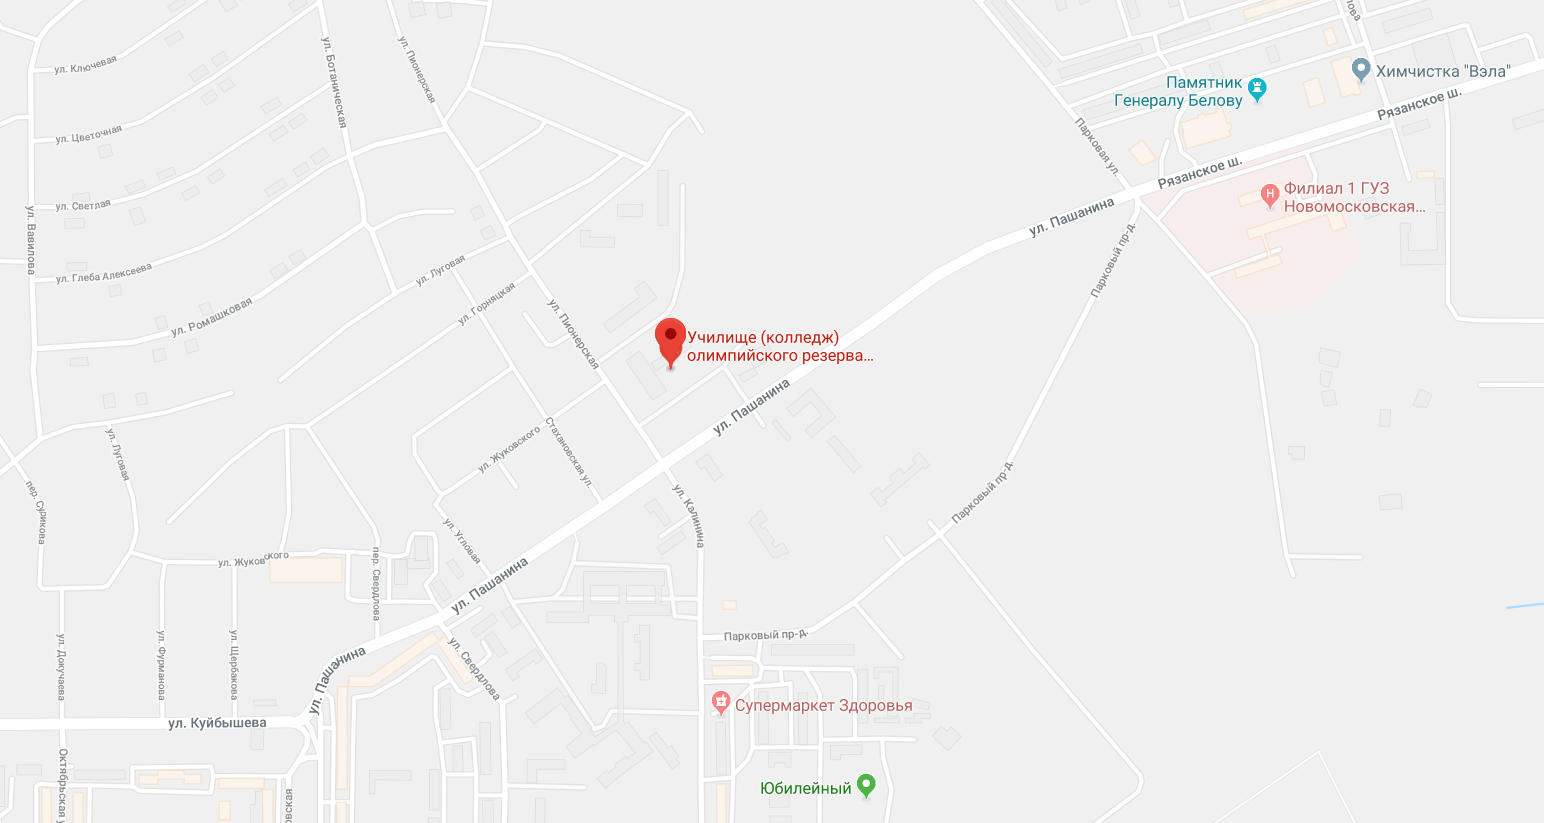 ул. Ключевая
ул. Ботаническая
ул. Пионерская
Памятник
Генералу Белову
Химчистка "Вэла"
Рязанское ш.
ул. Цветочная
Парковая ул.
Рязанское ш.
Филиал 1 ГУЗ
Новомосковская...
ул. Светлая
ул. Вавилова
ул. Пашанина
Парковый пр-д.
ул. Глеба Алексеева
ул. Луговая
ул. Горняцкая
ул. Ромашковая
ул. Пионерская
Училище (колледж)
олимпийского резерва...
ул. Пашанина
ул. Луговая
ул. Жуковского
Стахановская ул.
пер. Сурикова
ул. Калинина
Парковый пр-д.
ул. Угловая
ул. Жуковского
пер. Свердлова
ул. Пашанина
ул. Докучаева
ул. Фурманова
ул. Щербакова
ул. Пашанина
ул. Свердлова
Парковый пр-д.
Супермаркет Здоровья
ул. Куйбышева
Октябрьская
Юбилейный